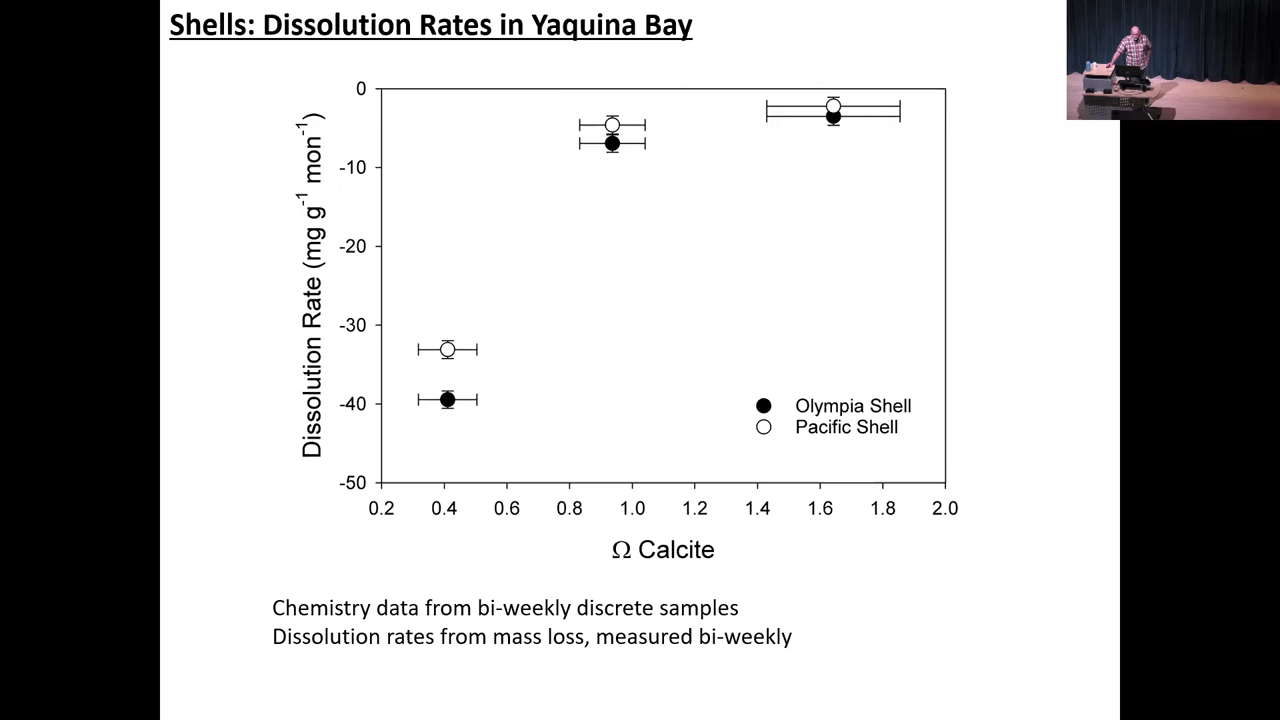 Shells: Dissolution Rates in Yaquina Bay
Dissolution Rate (mg g⁻¹ mon⁻¹)
0
-10
-20
-30
-40
-50
Olympia Shell
Pacific Shell
0.2 0.4 0.6 0.8 1.0 1.2 1.4 1.6 1.8 2.0
Ω Calcite
Chemistry data from bi-weekly discrete samples
Dissolution rates from mass loss, measured bi-weekly